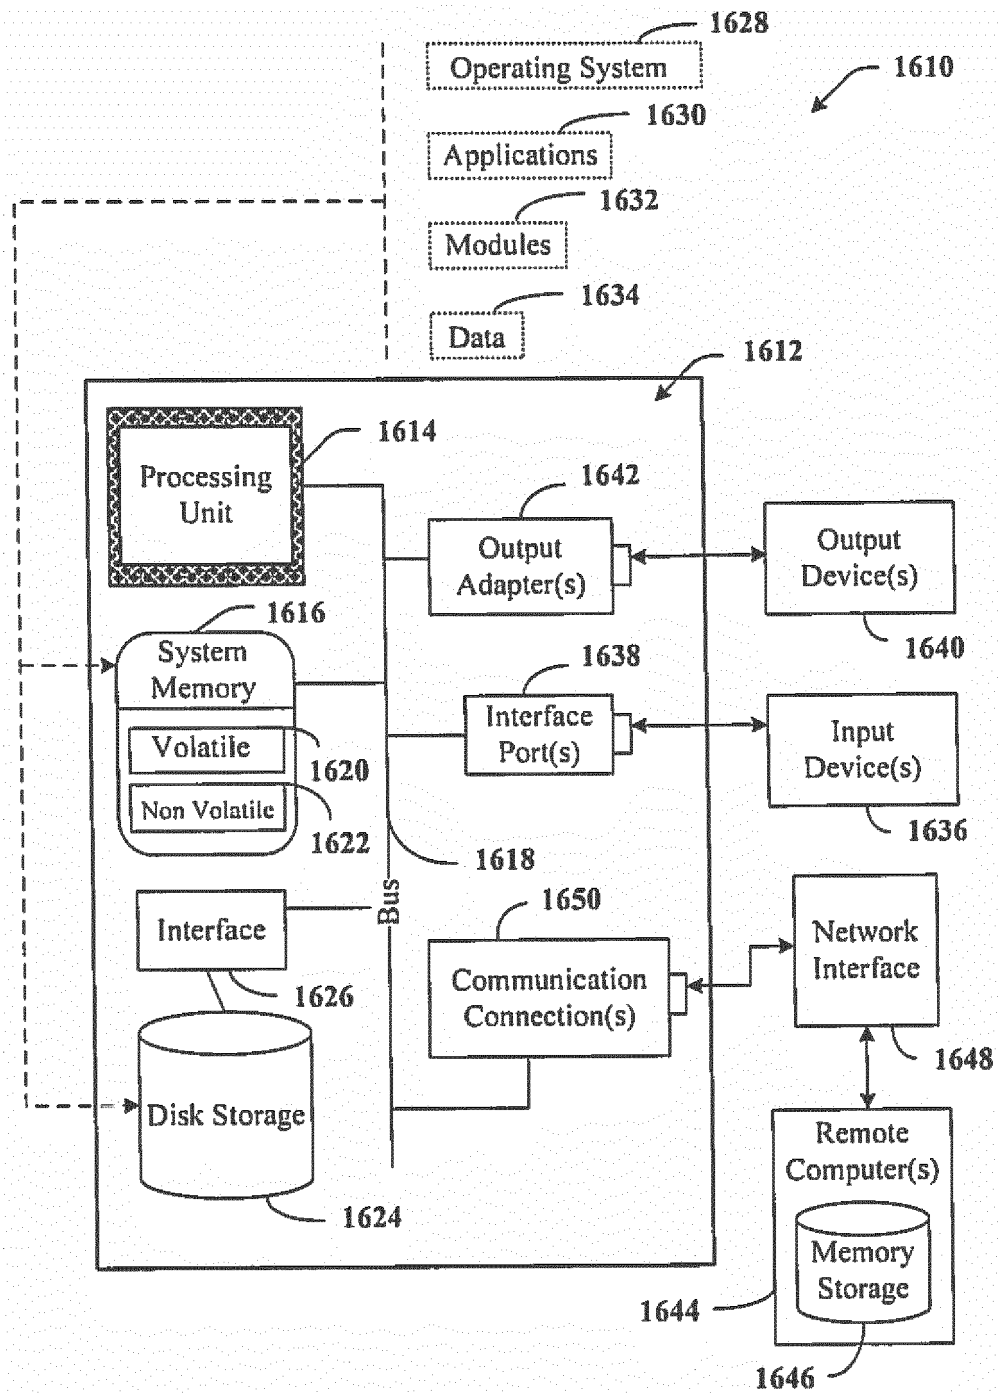 1628
Operating System
1610
1630
Applications
1632
Modules
1634
Data
1612
1614
Processing
Unit
1642
Output
Adapter(s)
Output
Device(s)
1640
1616
System
Memory
1638
Interface
Port(s)
Input
Device(s)
1636
Volatile
1620
Non Volatile
1622
1618
Bus
1650
Interface
1626
Communication
Connection(s)
Network
Interface
1648
Disk Storage
1624
Remote
Computer(s)
Memory
Storage
1644
1646